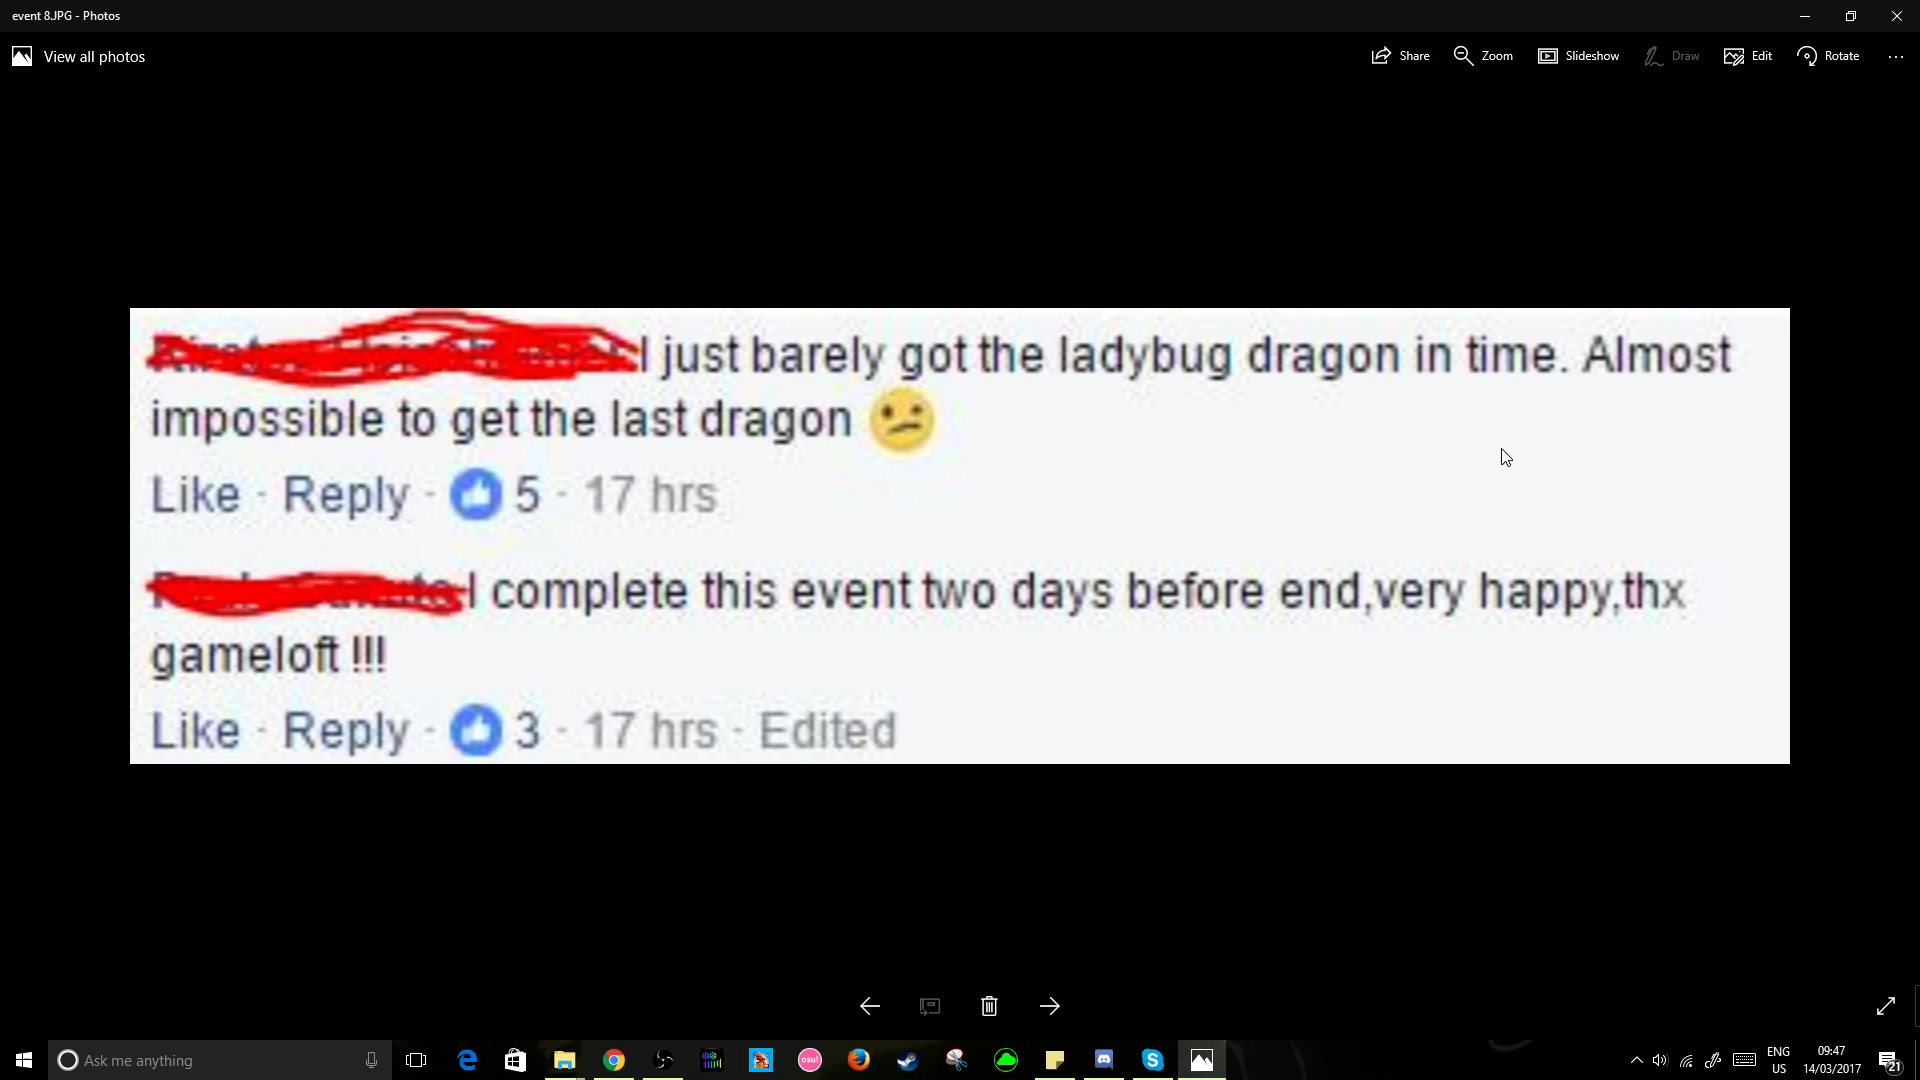 event 8.JPG - Photos
View all photos
Share Zoom Slideshow Draw Edit Rotate ...
I just barely got the ladybug dragon in time. Almost
impossible to get the last dragon 😕
Like · Reply · 5 · 17 hrs
I complete this event two days before end,very happy,thx
gameloft !!!
Like · Reply · 3 · 17 hrs · Edited
Ask me anything
osu!
ENG
US
09:47
14/03/2017
21